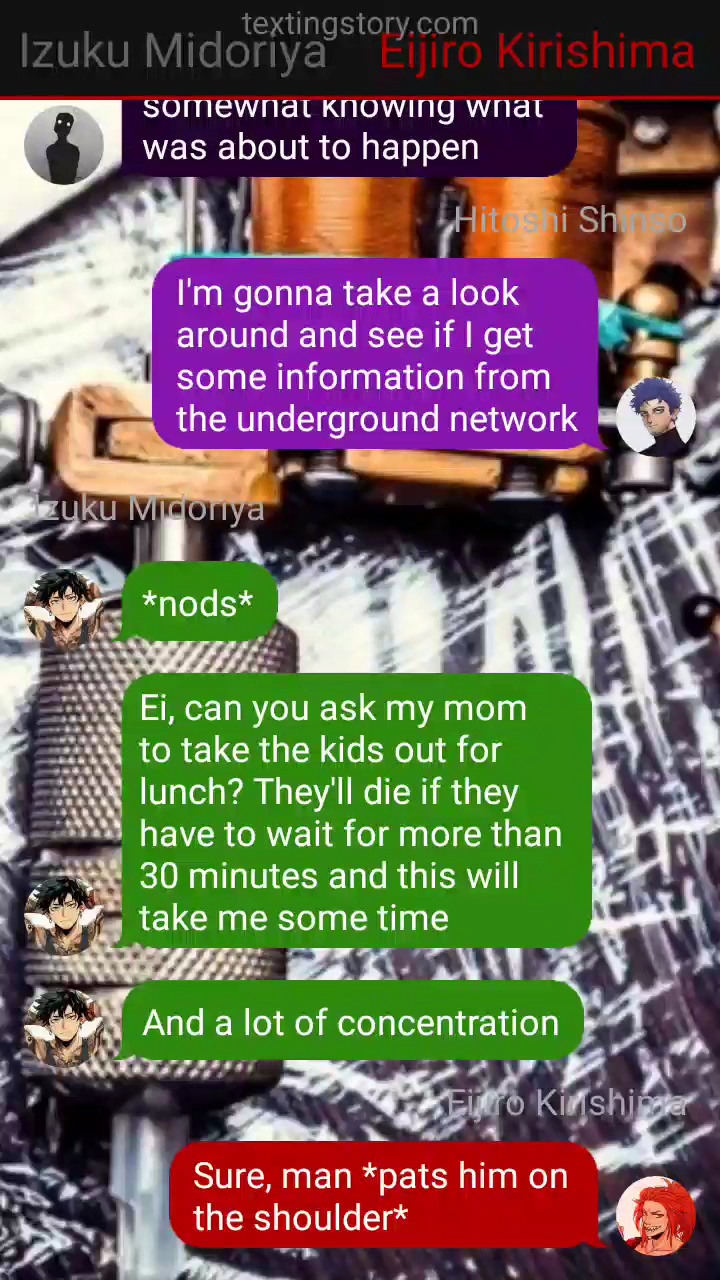 textingstory.com
Izuku Midoriya
Eijiro Kirishima
somewhat knowing what
was about to happen
Hitoshi Shinso
I'm gonna take a look
around and see if I get
some information from
the underground network
Izuku Midoriya
*nods*
Ei, can you ask my mom
to take the kids out for
lunch? They'll die if they
have to wait for more than
30 minutes and this will
take me some time
And a lot of concentration
Eijiro Kirishima
Sure, man *pats him on
the shoulder*